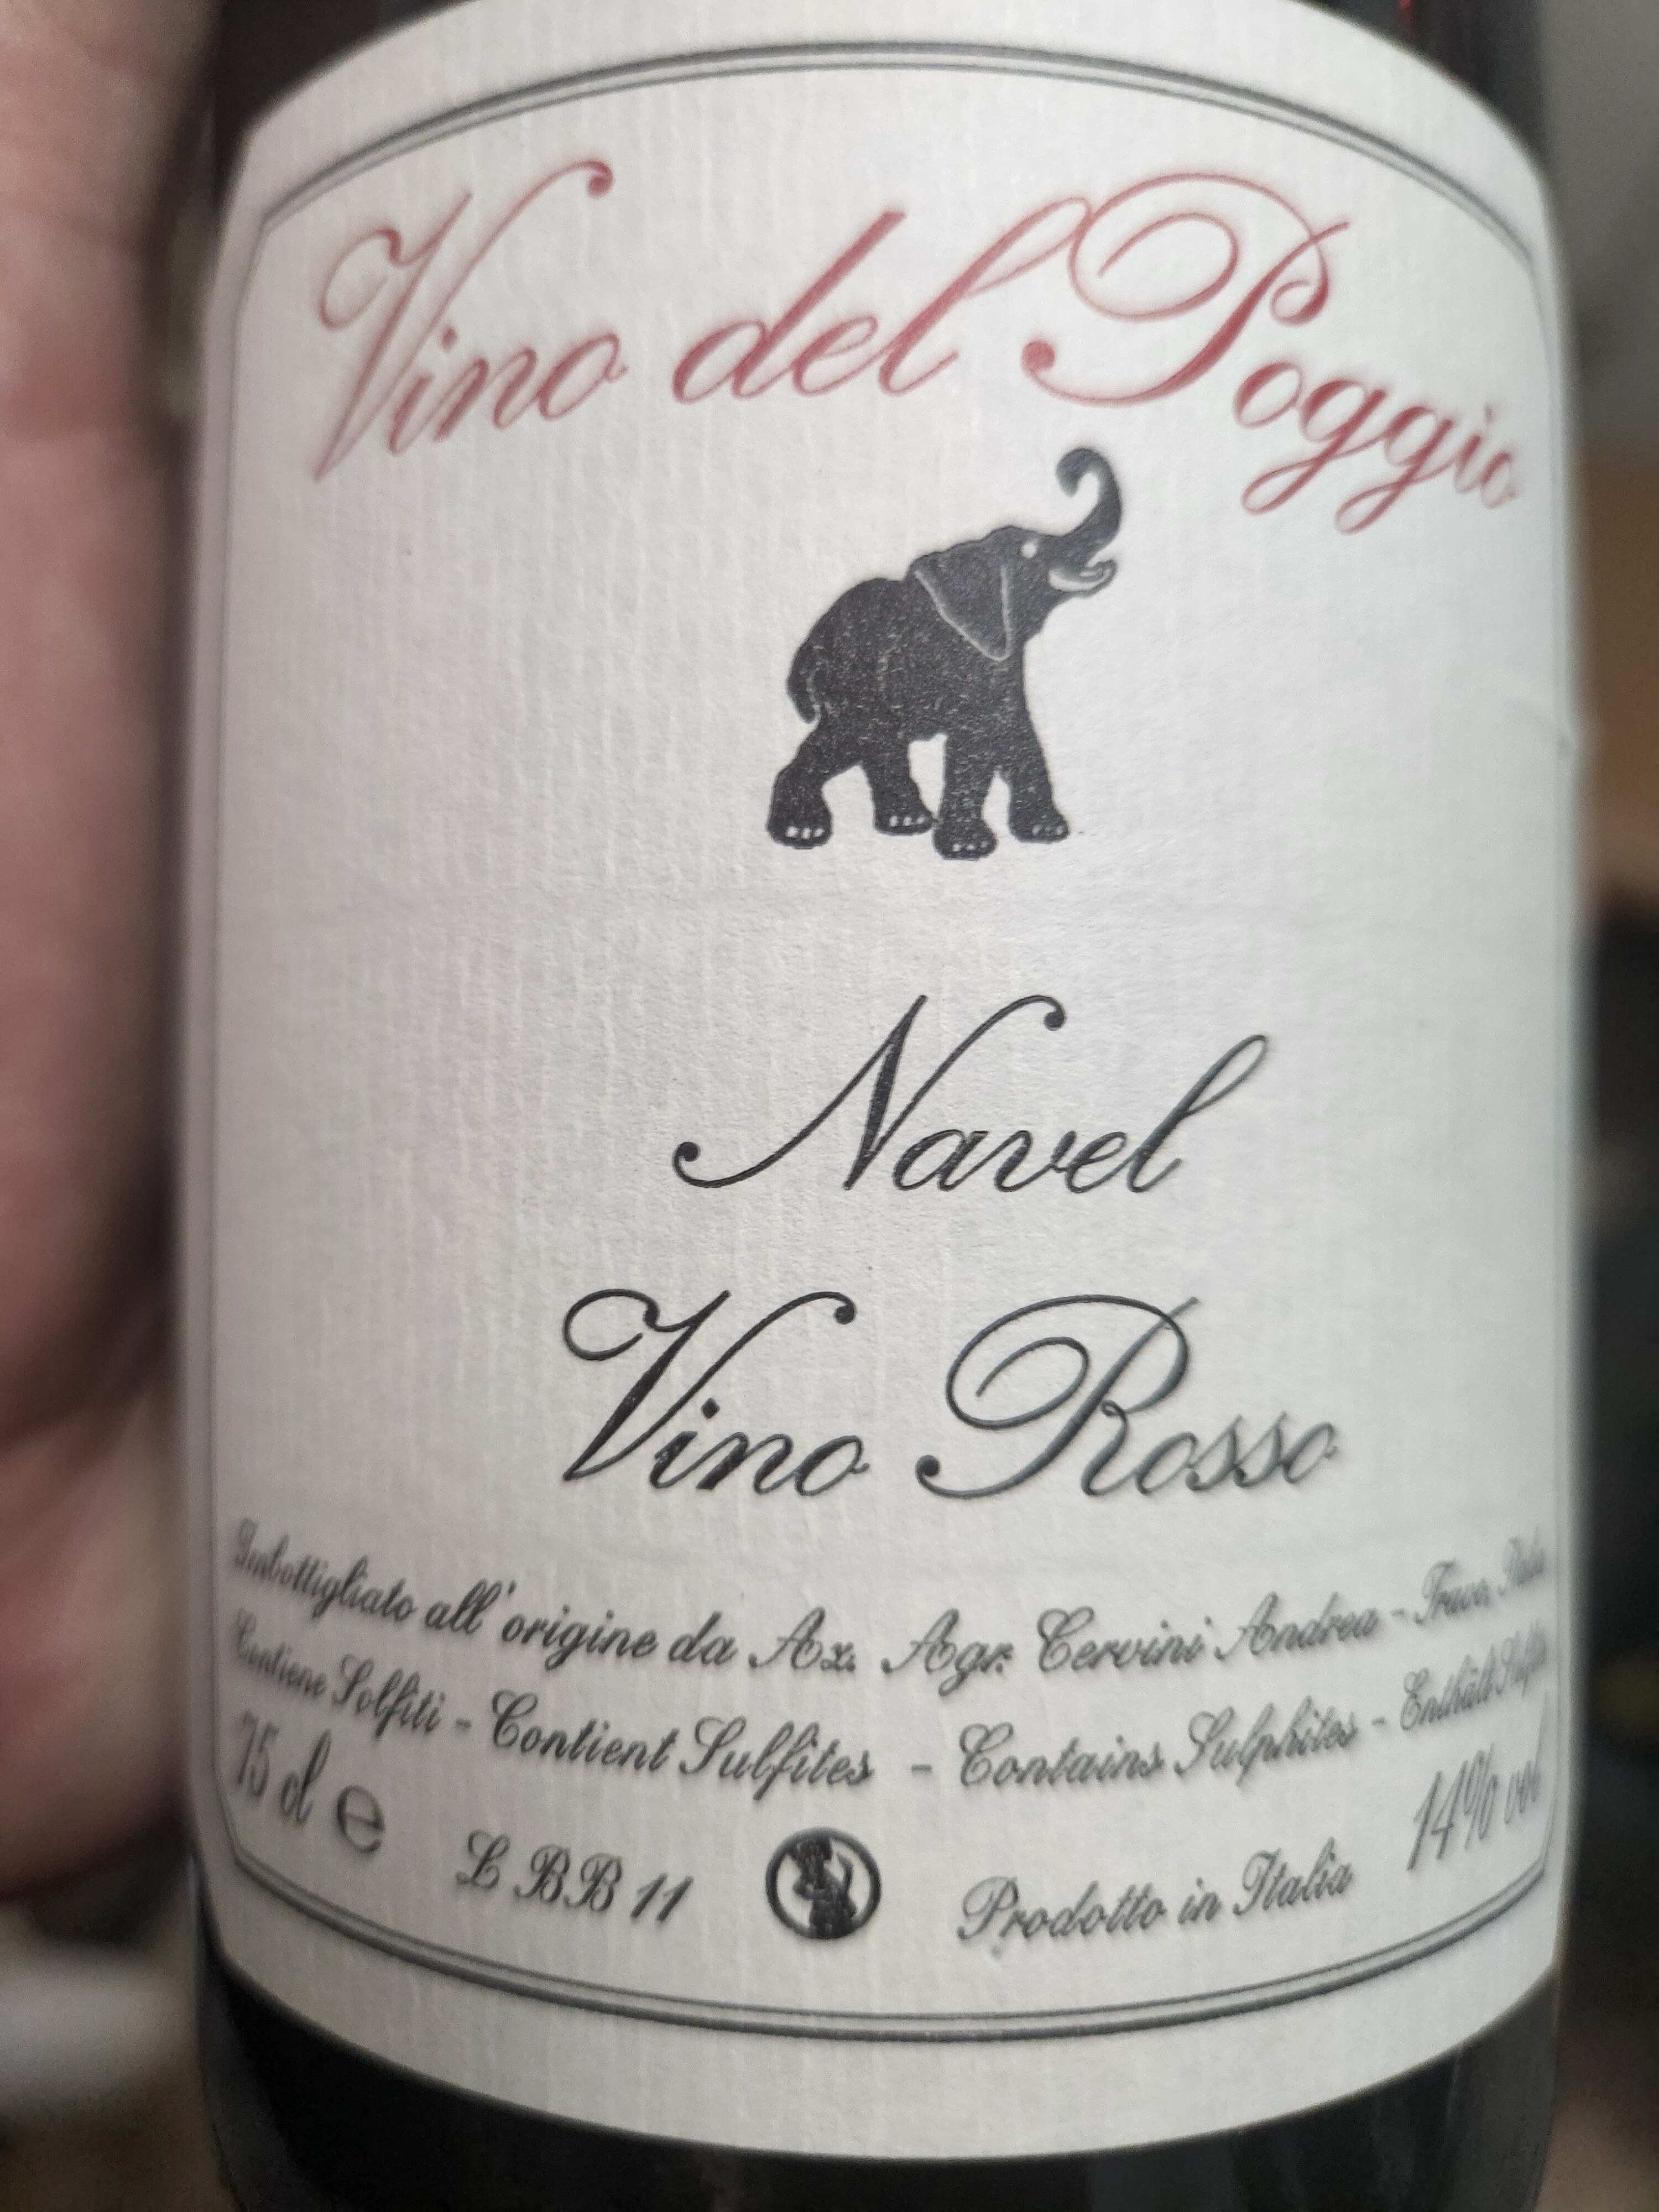 Vino del Poggio
Navel
Vino Rosso
Imbottigliato all'origine da Az. Agr. Cervini Andrea - Travo, Italia
Contiene Solfiti - Contient Sulfites - Contains Sulphites - Enthält Sulfite
75 cl e
L BB 11
Prodotto in Italia
14% vol